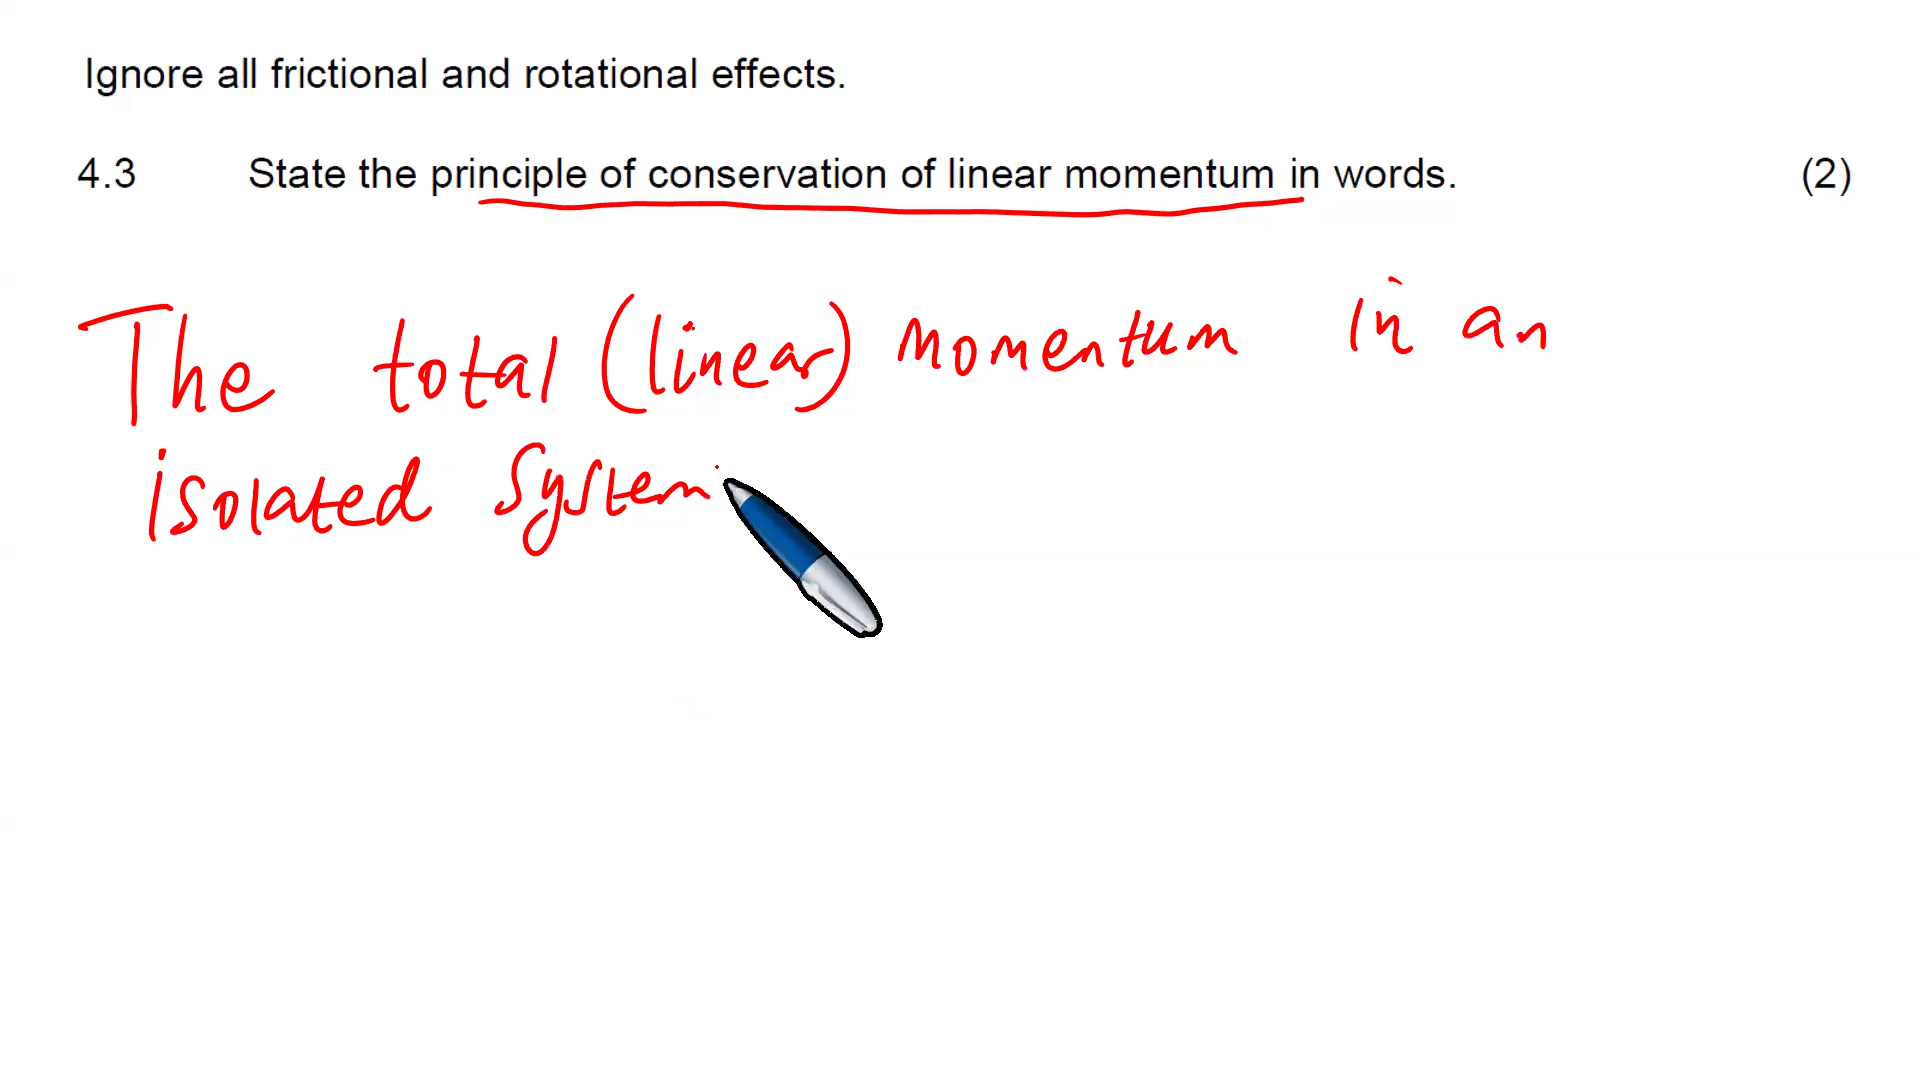 Ignore all frictional and rotational effects.
4.3 State the principle of conservation of linear momentum in words. (2)
The total (linear) momentum in an
isolated system